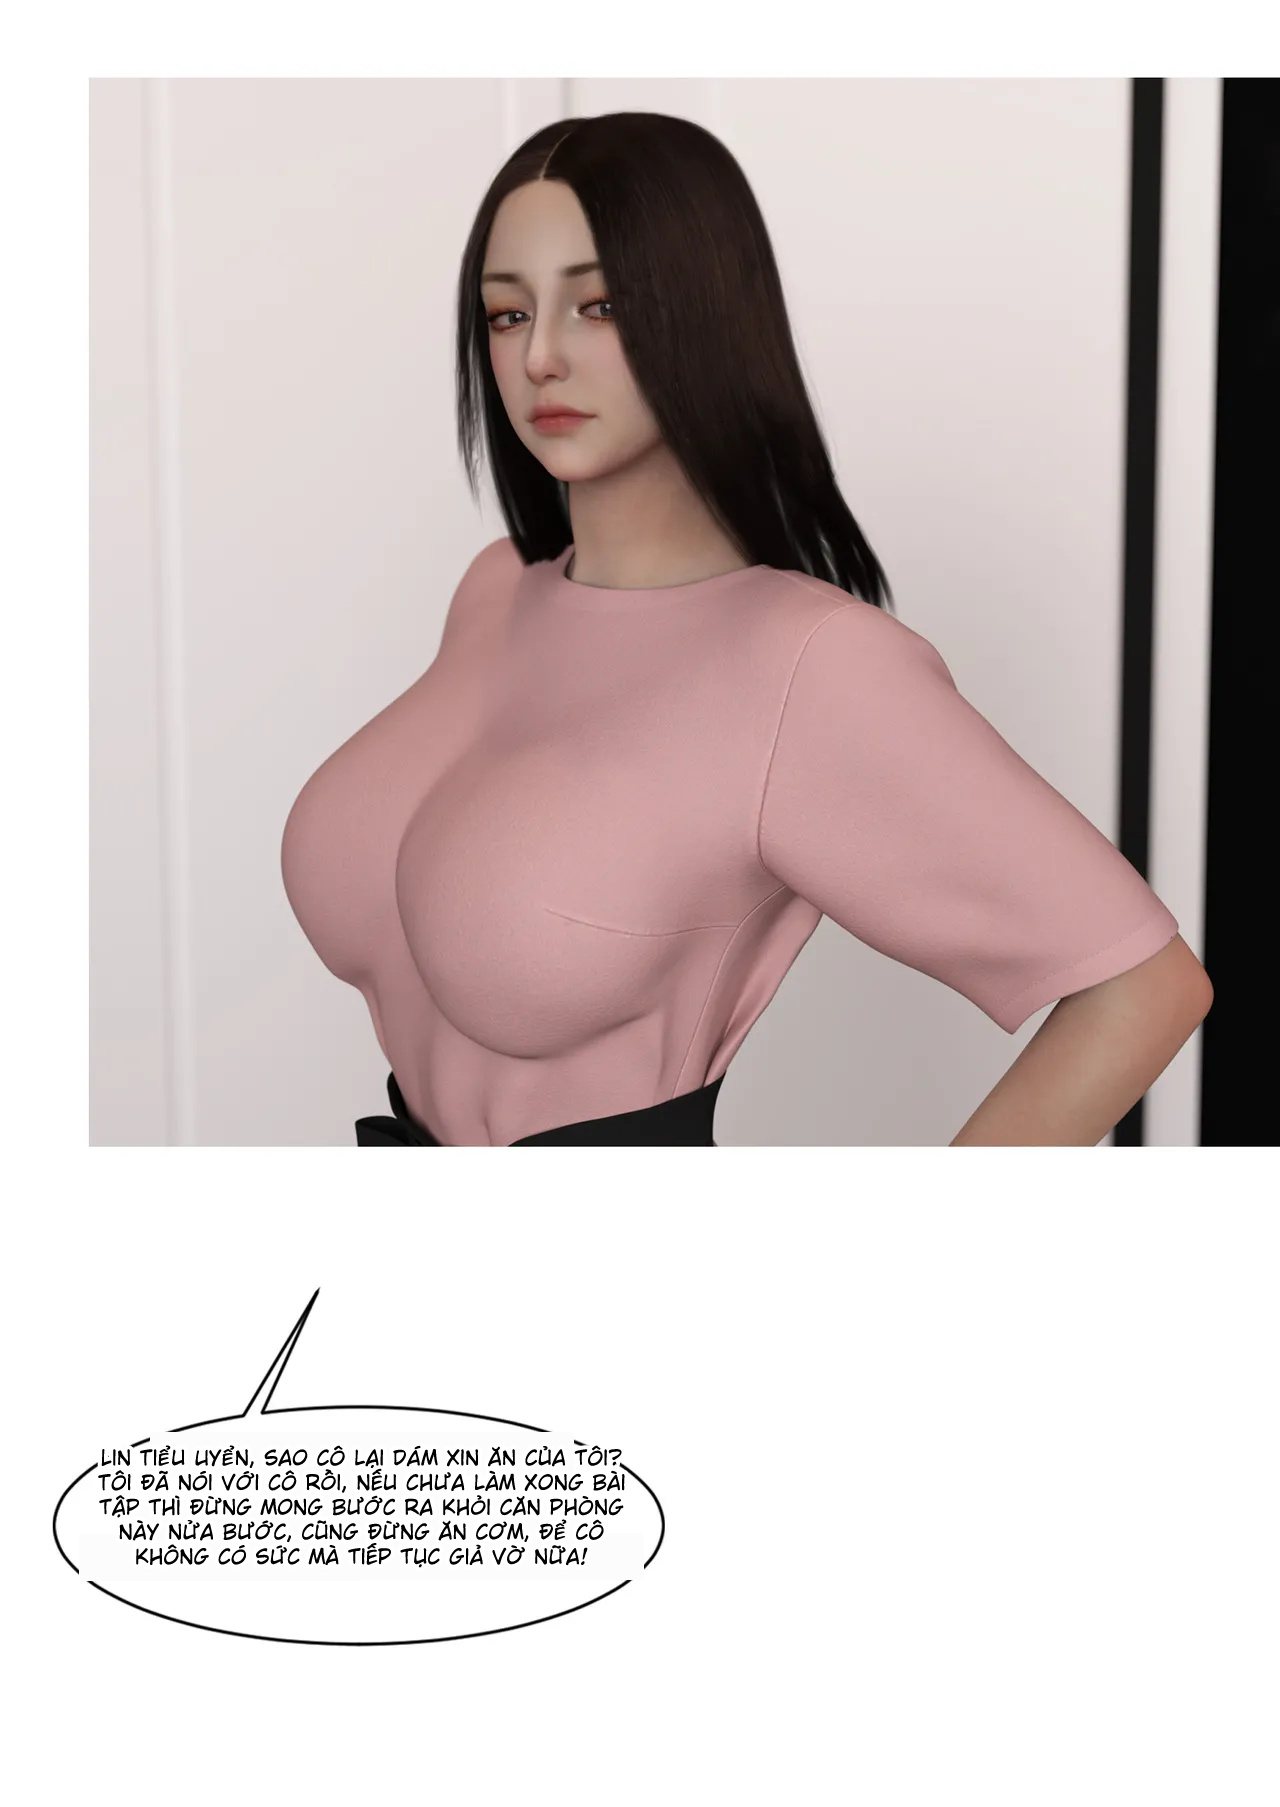 LIN TIỂU UYỂN, SAO CÔ LẠI DÁM XIN ĂN CỦA TÔI?
TÔI ĐÃ NÓI VỚI CÔ RỒI, NẾU CHƯA LÀM XONG BÀI
TẬP THÌ ĐỪNG MONG BƯỚC RA KHỎI CĂN PHÒNG
NÀY NỬA BƯỚC, CŨNG ĐỪNG ĂN CƠM, ĐỂ CÔ
KHÔNG CÓ SỨC MÀ TIẾP TỤC GIẢ VỜ NỮA!